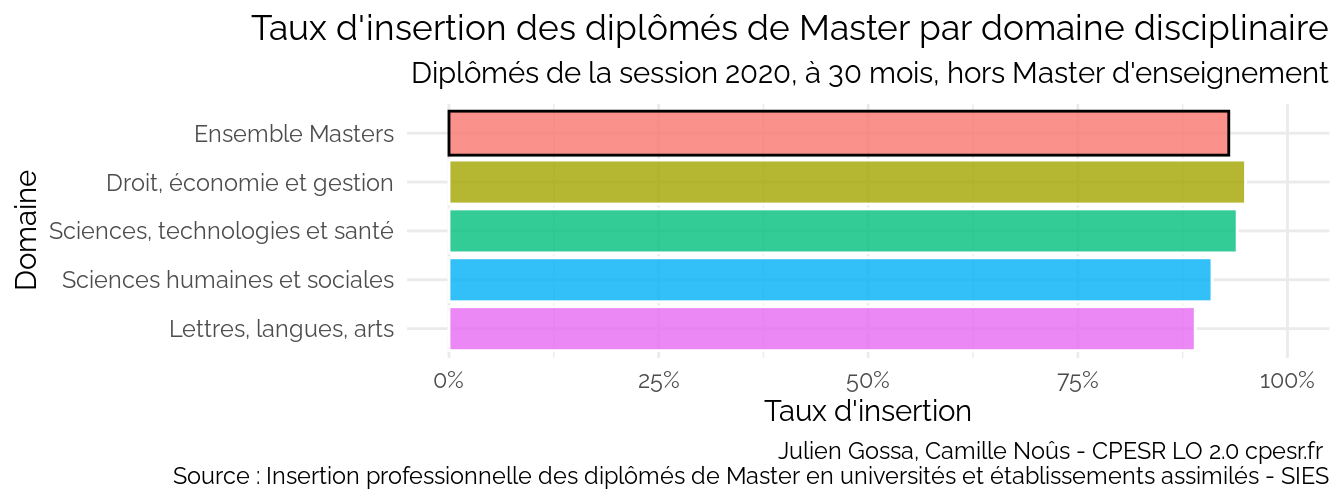 Taux d'insertion des diplômés de Master par domaine disciplinaire
Diplômés de la session 2020, à 30 mois, hors Master d'enseignement
Domaine
Ensemble Masters
Droit, économie et gestion
Sciences, technologies et santé
Sciences humaines et sociales
Lettres, langues, arts
0% 25% 50% 75% 100%
Taux d'insertion
Julien Gossa, Camille Noûs - CPESR LO 2.0 cpesr.fr
Source : Insertion professionnelle des diplômés de Master en universités et établissements assimilés - SIES